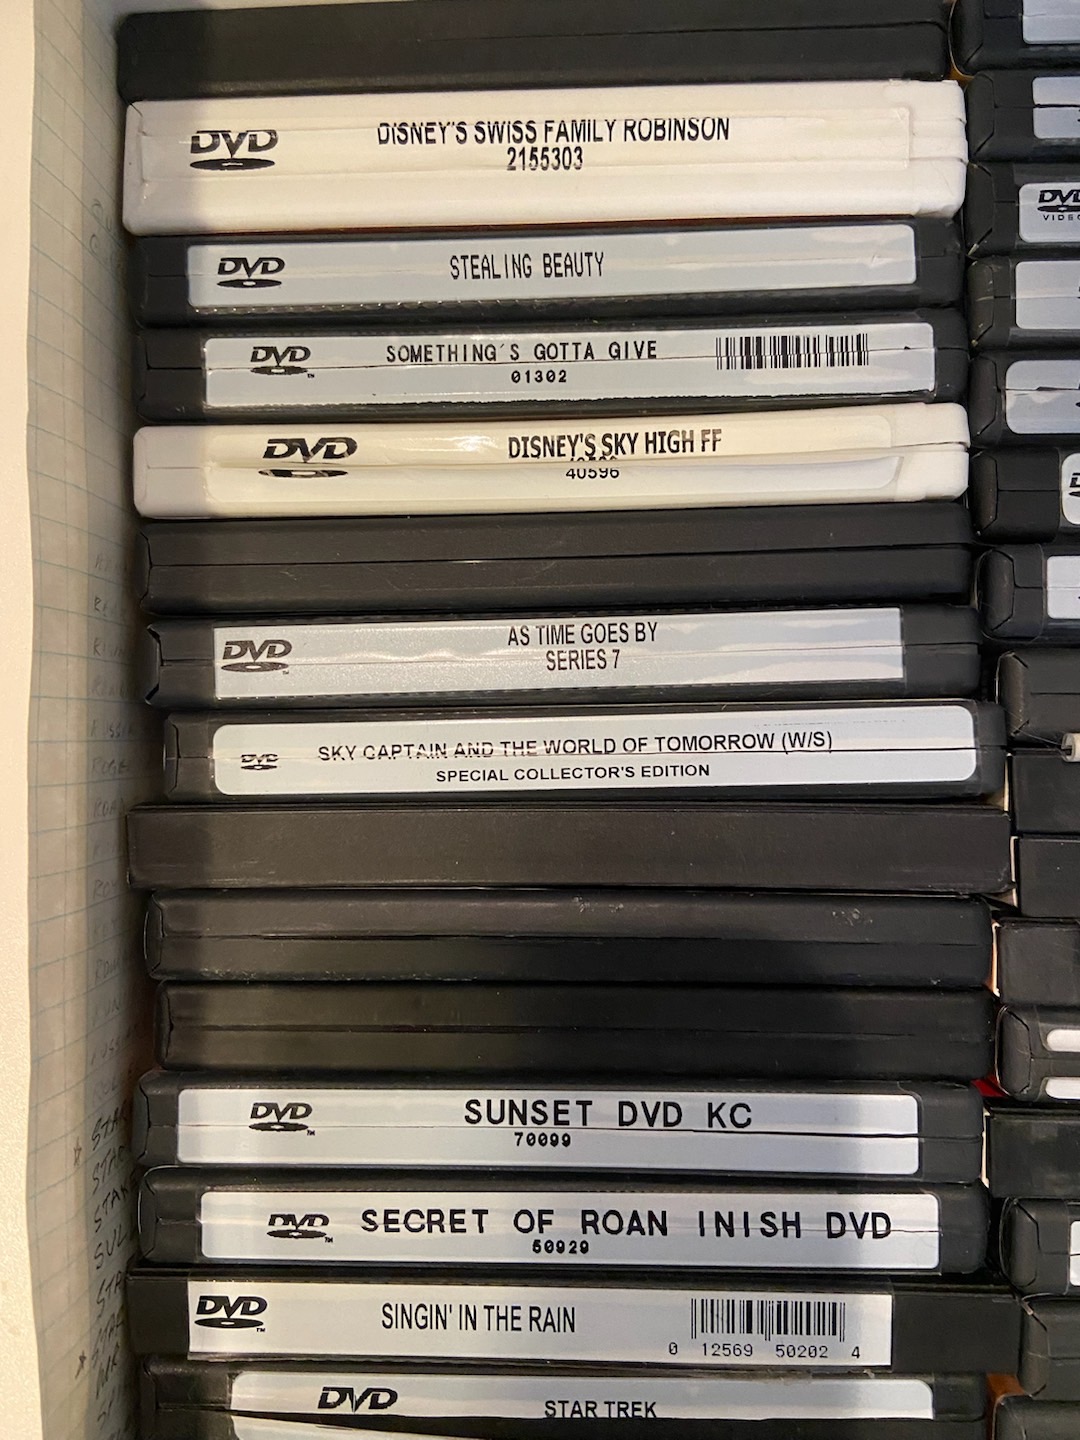 DVD
DISNEY'S SWISS FAMILY ROBINSON
2155303
DVD
STEALING BEAUTY
DVD
SOMETHING'S GOTTA GIVE
01302
DVD
DISNEY'S SKY HIGH FF
40596
DVD
AS TIME GOES BY
SERIES 7
DVD
SKY CAPTAIN AND THE WORLD OF TOMORROW (W/S)
SPECIAL COLLECTOR'S EDITION
DVD
SUNSET DVD KC
70099
DVD
SECRET OF ROAN INISH DVD
50929
DVD
SINGIN' IN THE RAIN
0 12569 50202 4
DVD
STAR TREK
DVD